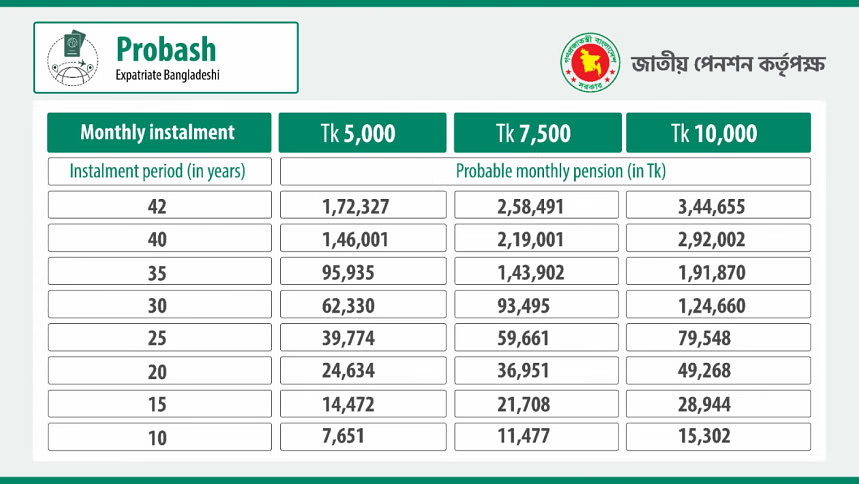 Probash
Expatriate Bangladeshi
গণপ্রজাতন্ত্রী বাংলাদেশ
সরকার
জাতীয় পেনশন কর্তৃপক্ষ
Monthly instalment Tk 5,000 Tk 7,500 Tk 10,000
Instalment period (in years) Probable monthly pension (in Tk)
42 1,72,327 2,58,491 3,44,655
40 1,46,001 2,19,001 2,92,002
35 95,935 1,43,902 1,91,870
30 62,330 93,495 1,24,660
25 39,774 59,661 79,548
20 24,634 36,951 49,268
15 14,472 21,708 28,944
10 7,651 11,477 15,302